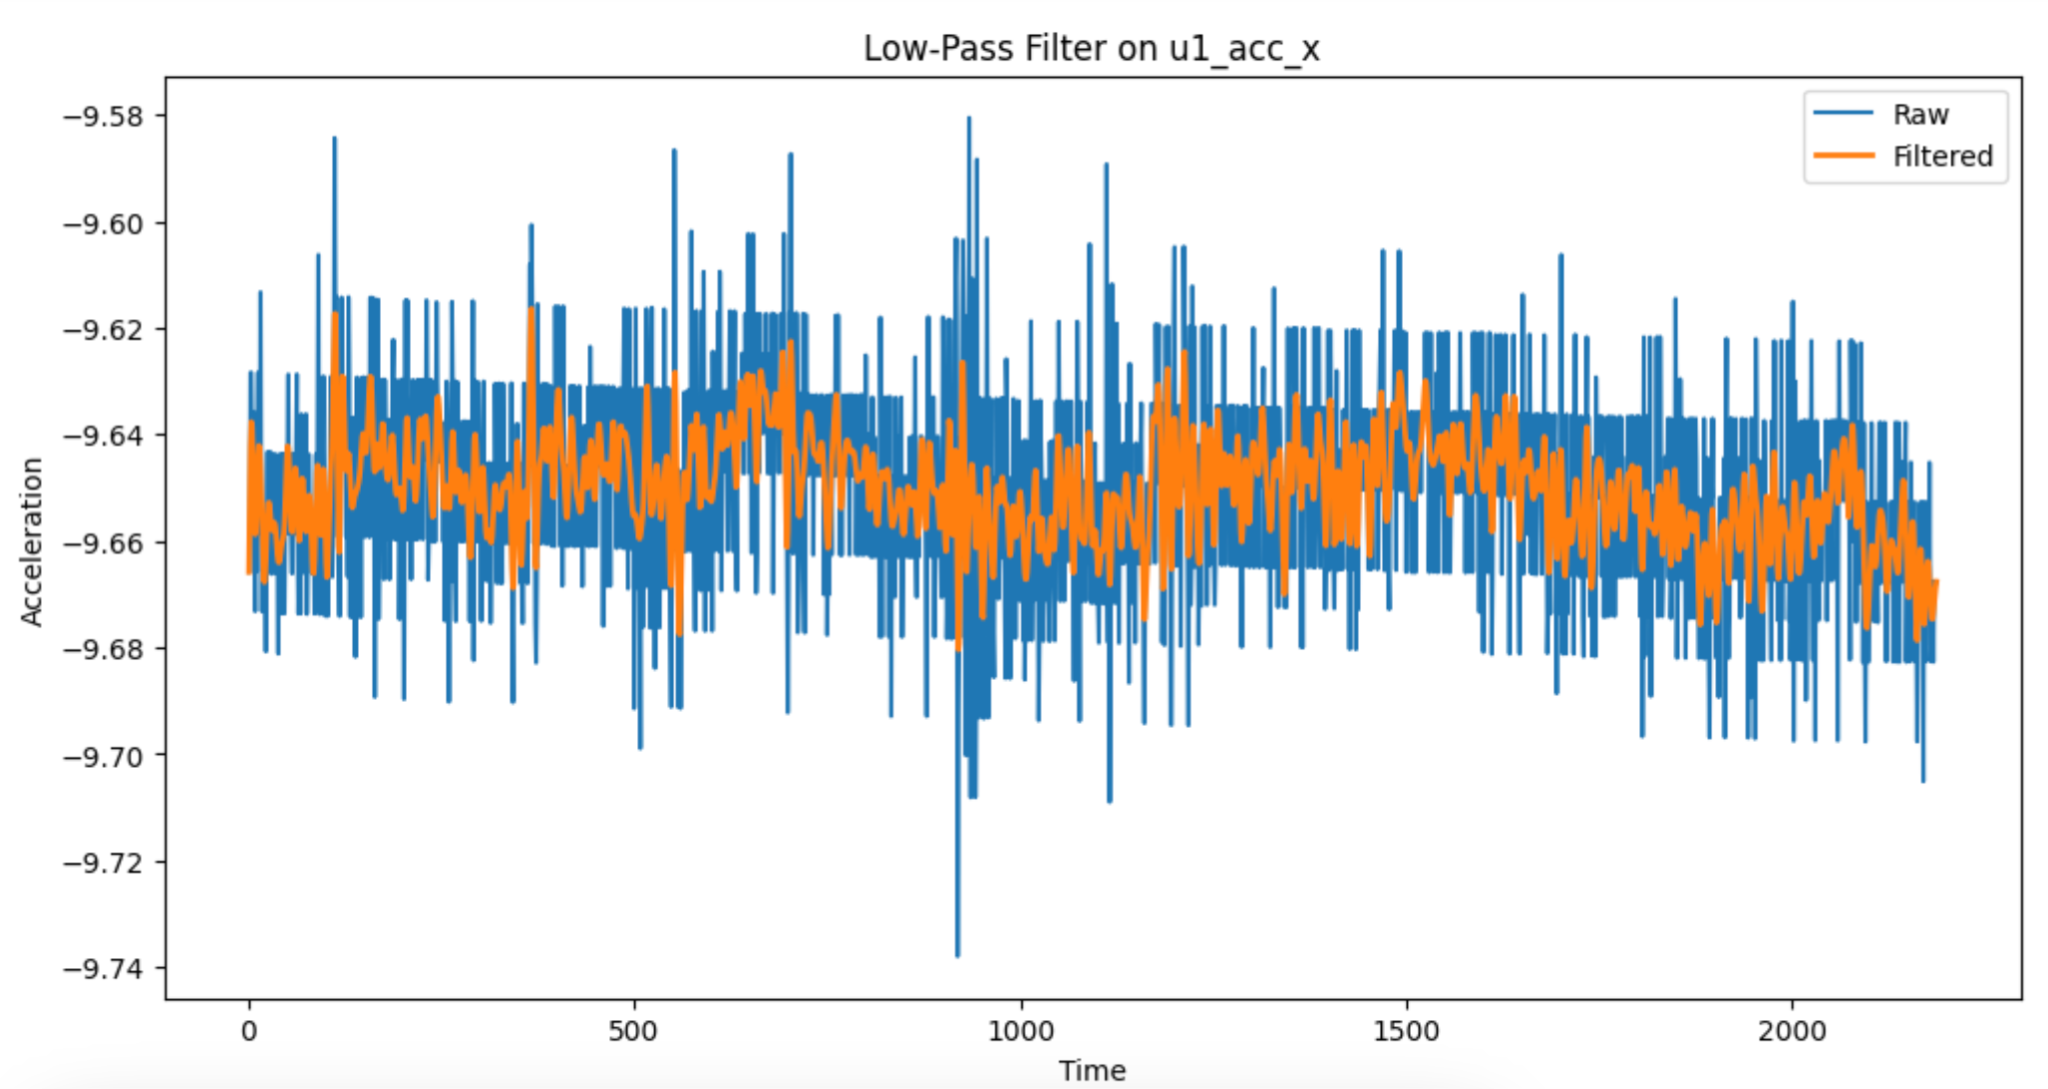 Low-Pass Filter on u1_acc_x
Raw
Filtered
−9.58
−9.60
−9.62
−9.64
−9.66
−9.68
−9.70
−9.72
−9.74
Acceleration
0 500 1000 1500 2000
Time